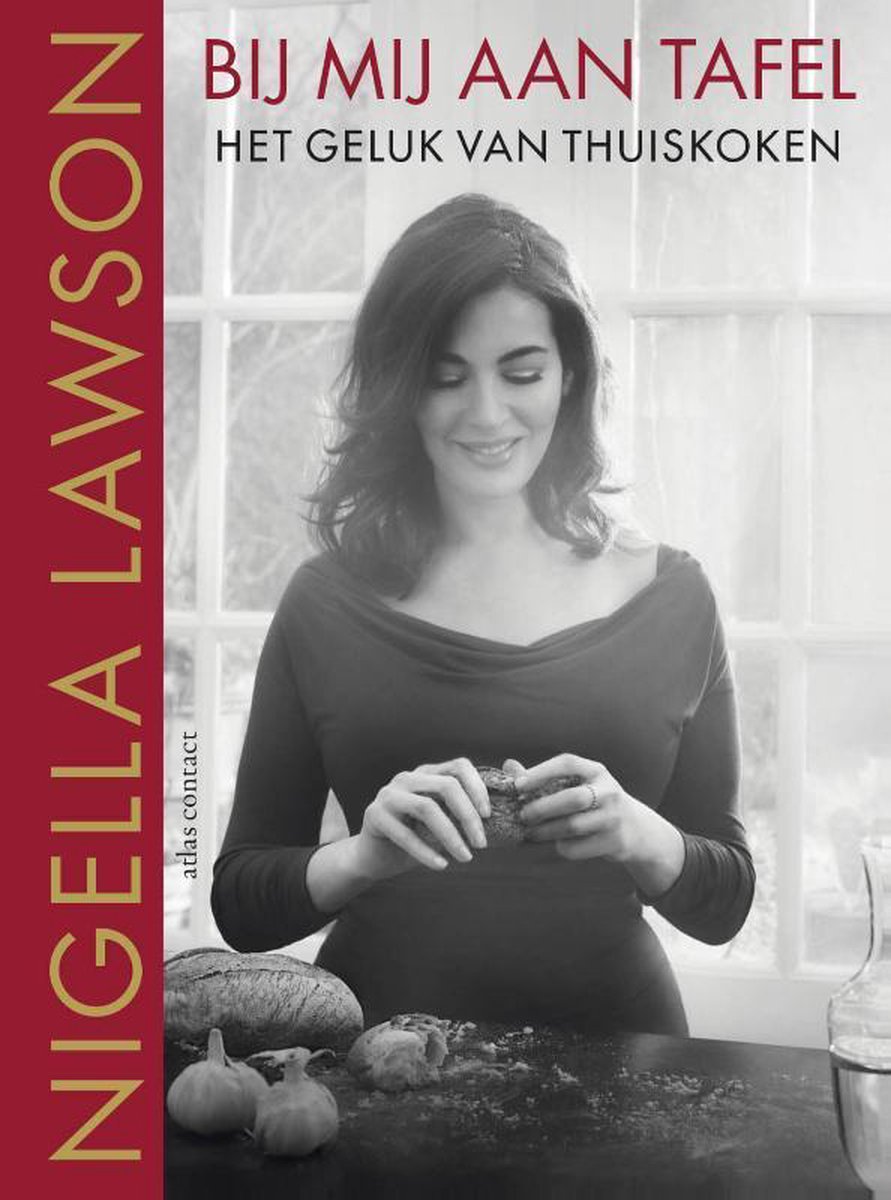 NIGELLA LAWSON
BIJ MIJ AAN TAFEL
HET GELUK VAN THUISKOKEN
atlas contact